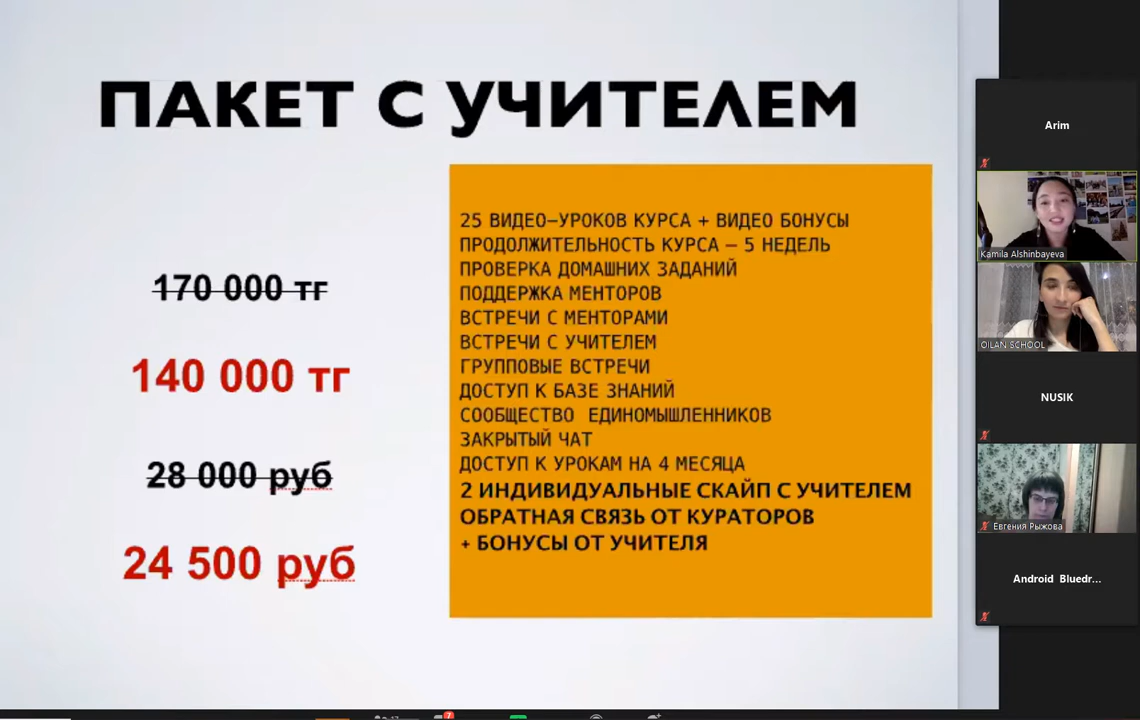 ПАКЕТ С УЧИТЕЛЕМ
170 000 тг
140 000 тг
28 000 руб
24 500 руб
25 ВИДЕО–УРОКОВ КУРСА + ВИДЕО БОНУСЫ
ПРОДОЛЖИТЕЛЬНОСТЬ КУРСА – 5 НЕДЕЛЬ
ПРОВЕРКА ДОМАШНИХ ЗАДАНИЙ
ПОДДЕРЖКА МЕНТОРОВ
ВСТРЕЧИ С МЕНТОРАМИ
ВСТРЕЧИ С УЧИТЕЛЕМ
ГРУППОВЫЕ ВСТРЕЧИ
ДОСТУП К БАЗЕ ЗНАНИЙ
СООБЩЕСТВО ЕДИНОМЫШЛЕННИКОВ
ЗАКРЫТЫЙ ЧАТ
ДОСТУП К УРОКАМ НА 4 МЕСЯЦА
2 ИНДИВИДУАЛЬНЫЕ СКАЙП С УЧИТЕЛЕМ
ОБРАТНАЯ СВЯЗЬ ОТ КУРАТОРОВ
+ БОНУСЫ ОТ УЧИТЕЛЯ
Arim
Kamila Alshinbayeva
OILAN SCHOOL
NUSIK
Евгения Рыжова
Android Bluedr...
7